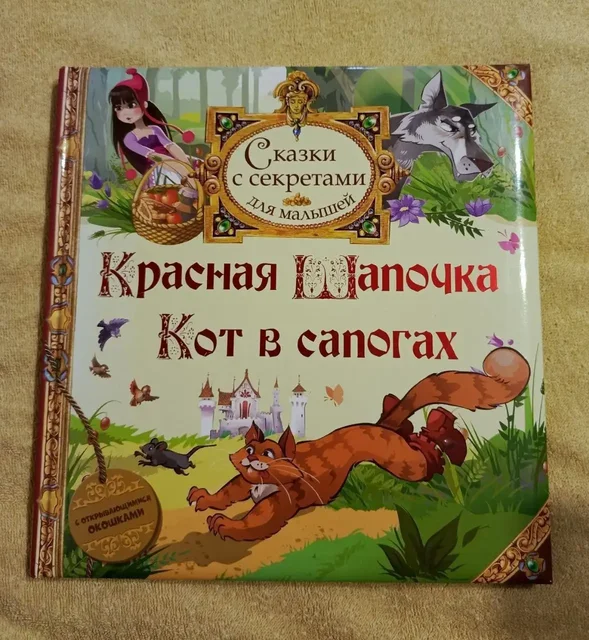 Сказки
с секретами
для малышей
Красная Шапочка
Кот в сапогах
с открывающимися
окошками